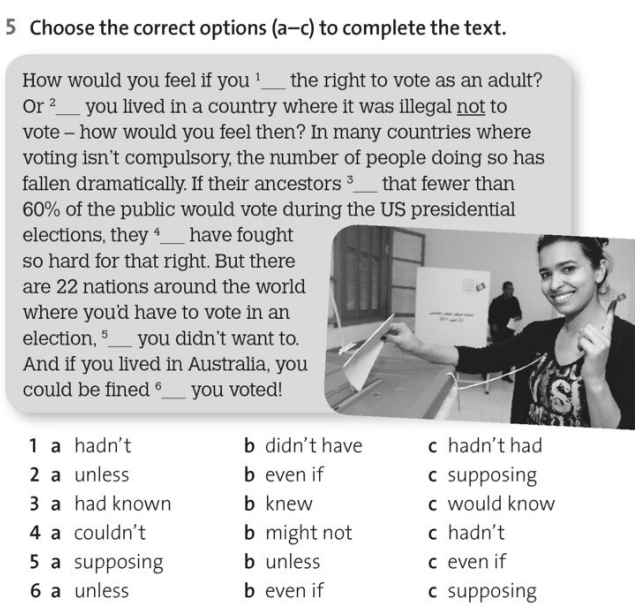 5 Choose the correct options (a–c) to complete the text.
How would you feel if you ¹___ the right to vote as an adult?
Or ²___ you lived in a country where it was illegal not to
vote – how would you feel then? In many countries where
voting isn't compulsory, the number of people doing so has
fallen dramatically. If their ancestors ³___ that fewer than
60% of the public would vote during the US presidential
elections, they ⁴___ have fought
so hard for that right. But there
are 22 nations around the world
where you'd have to vote in an
election, ⁵___ you didn't want to.
And if you lived in Australia, you
could be fined ⁶___ you voted!
1 a hadn't b didn't have c hadn't had
2 a unless b even if c supposing
3 a had known b knew c would know
4 a couldn't b might not c hadn't
5 a supposing b unless c even if
6 a unless b even if c supposing